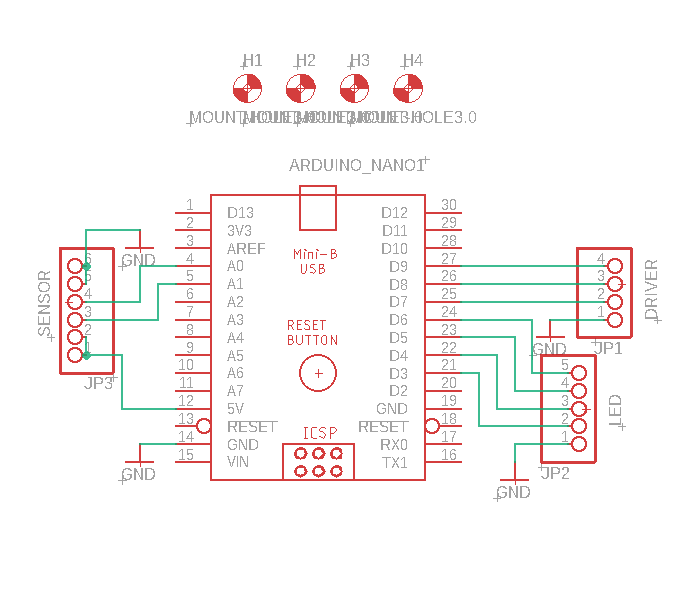 H1 H2 H3 H4
MOUNT HOLE3.0
ARDUINO_NANO1
1 D13 D12 30
2 3V3 D11 29
3 AREF D10 28
4 A0 D9 27
5 A1 D8 26
6 A2 D7 25
7 A3 D6 24
8 A4 D5 23
9 A5 D4 22
10 A6 D3 21
11 A7 D2 20
12 5V GND 19
13 RESET RESET 18
14 GND RX0 17
15 VIN TX1 16
Mini-B
USB
RESET
BUTTON
ICSP
SENSOR
6
5
4
3
2
1
JP3
GND
GND
DRIVER
4
3
2
1
JP1
GND
LED
5
4
3
2
1
JP2
GND